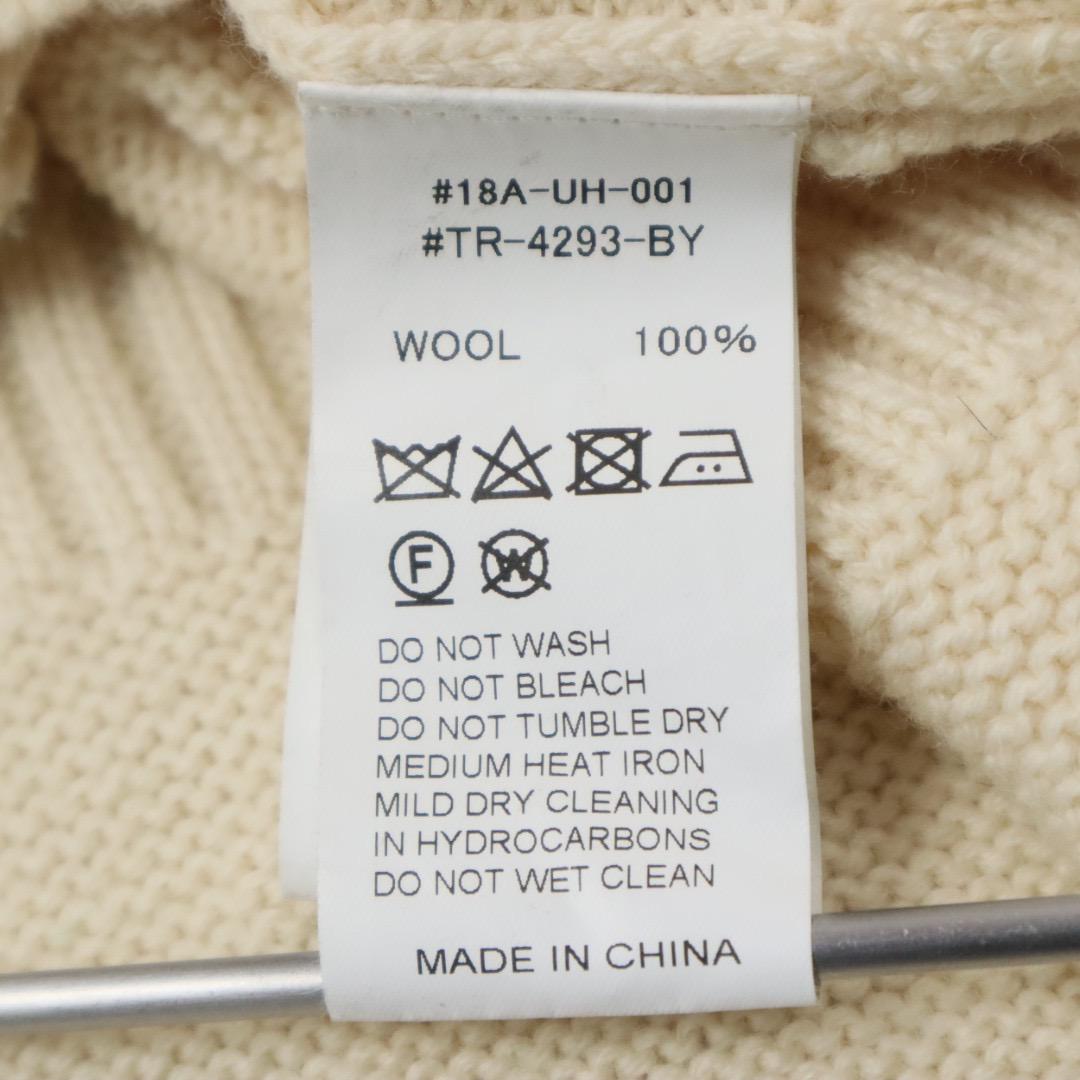 #18A-UH-001
#TR-4293-BY
WOOL 100%
F W
DO NOT WASH
DO NOT BLEACH
DO NOT TUMBLE DRY
MEDIUM HEAT IRON
MILD DRY CLEANING
IN HYDROCARBONS
DO NOT WET CLEAN
MADE IN CHINA